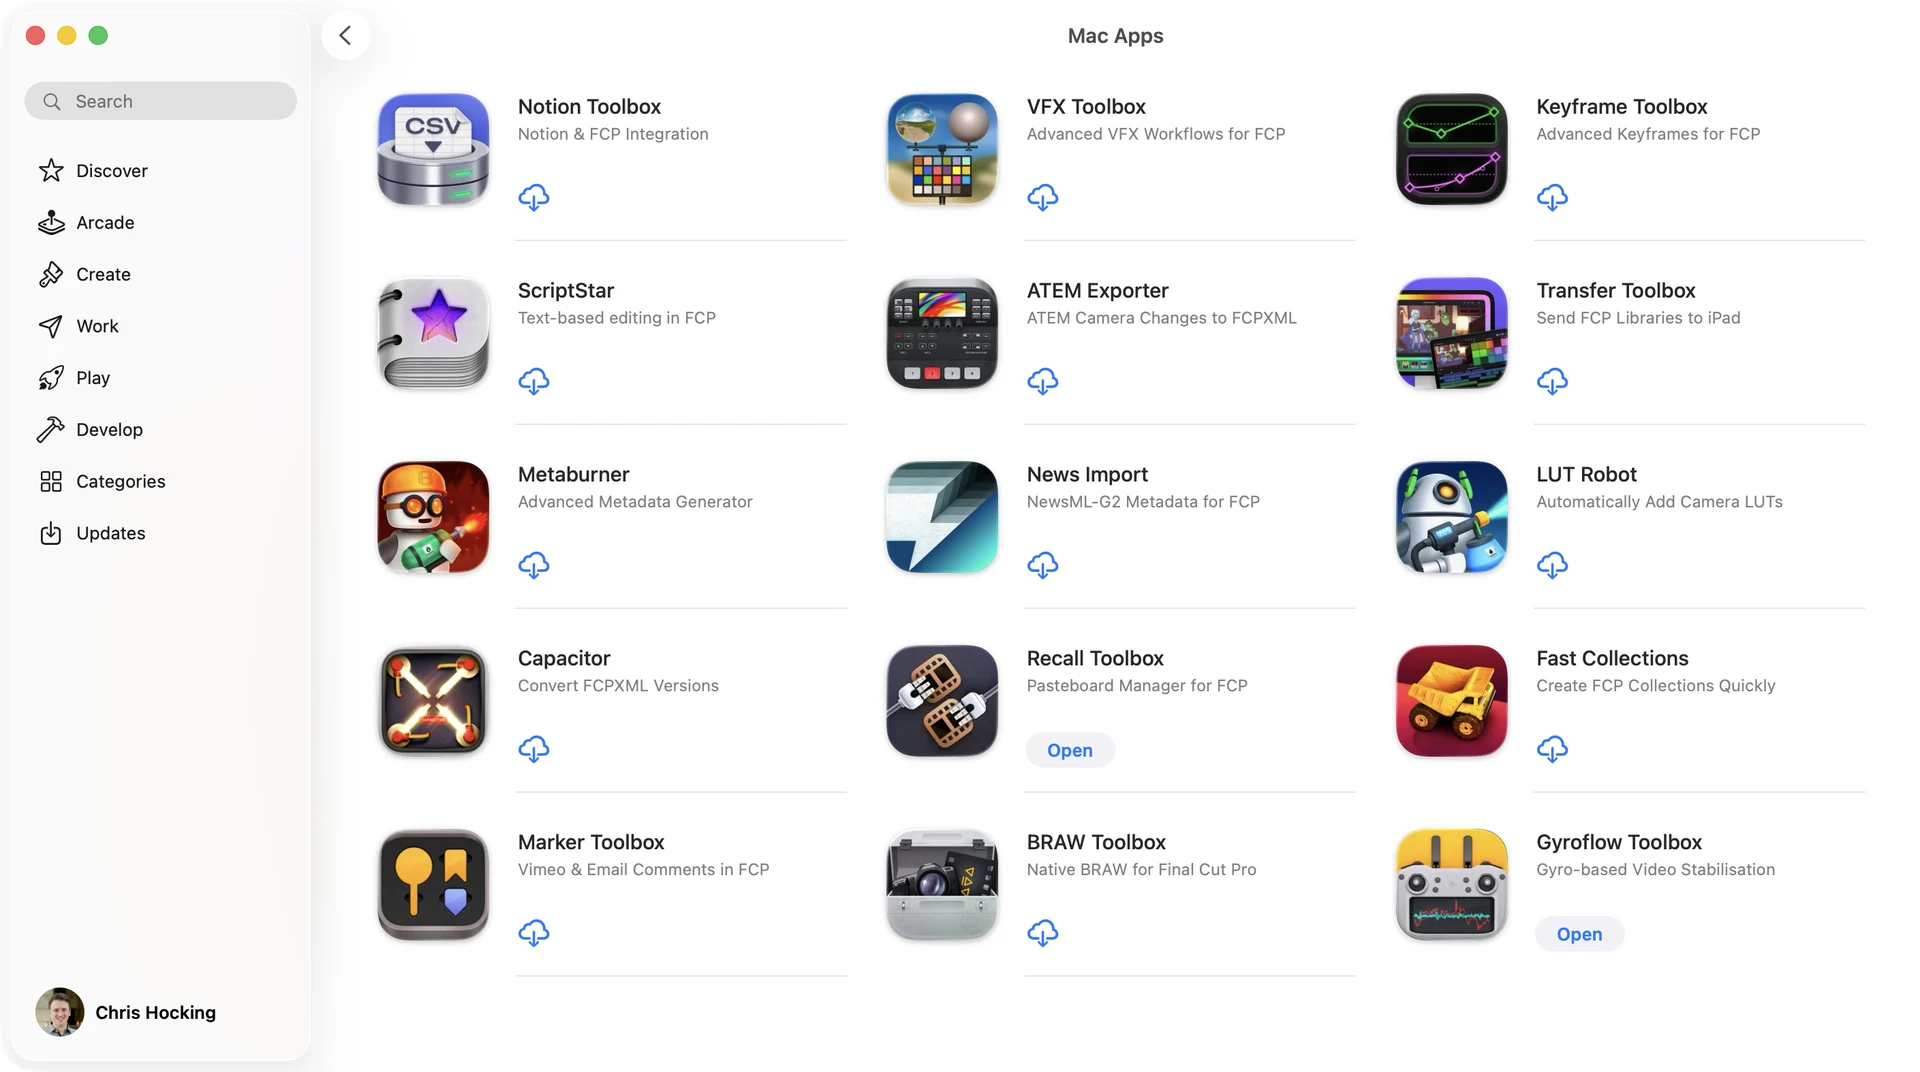 Mac Apps
Search
Discover
Arcade
Create
Work
Play
Develop
Categories
Updates
Chris Hocking
CSV
Notion Toolbox
Notion & FCP Integration
VFX Toolbox
Advanced VFX Workflows for FCP
Keyframe Toolbox
Advanced Keyframes for FCP
ScriptStar
Text-based editing in FCP
1 2 3 4
ATEM Exporter
ATEM Camera Changes to FCPXML
Transfer Toolbox
Send FCP Libraries to iPad
Metaburner
Advanced Metadata Generator
News Import
NewsML-G2 Metadata for FCP
LUT Robot
Automatically Add Camera LUTs
CAPACITOR
Capacitor
Convert FCPXML Versions
Recall Toolbox
Pasteboard Manager for FCP
Open
Fast Collections
Create FCP Collections Quickly
Marker Toolbox
Vimeo & Email Comments in FCP
BRAW Toolbox
Native BRAW for Final Cut Pro
Gyroflow Toolbox
Gyro-based Video Stabilisation
Open